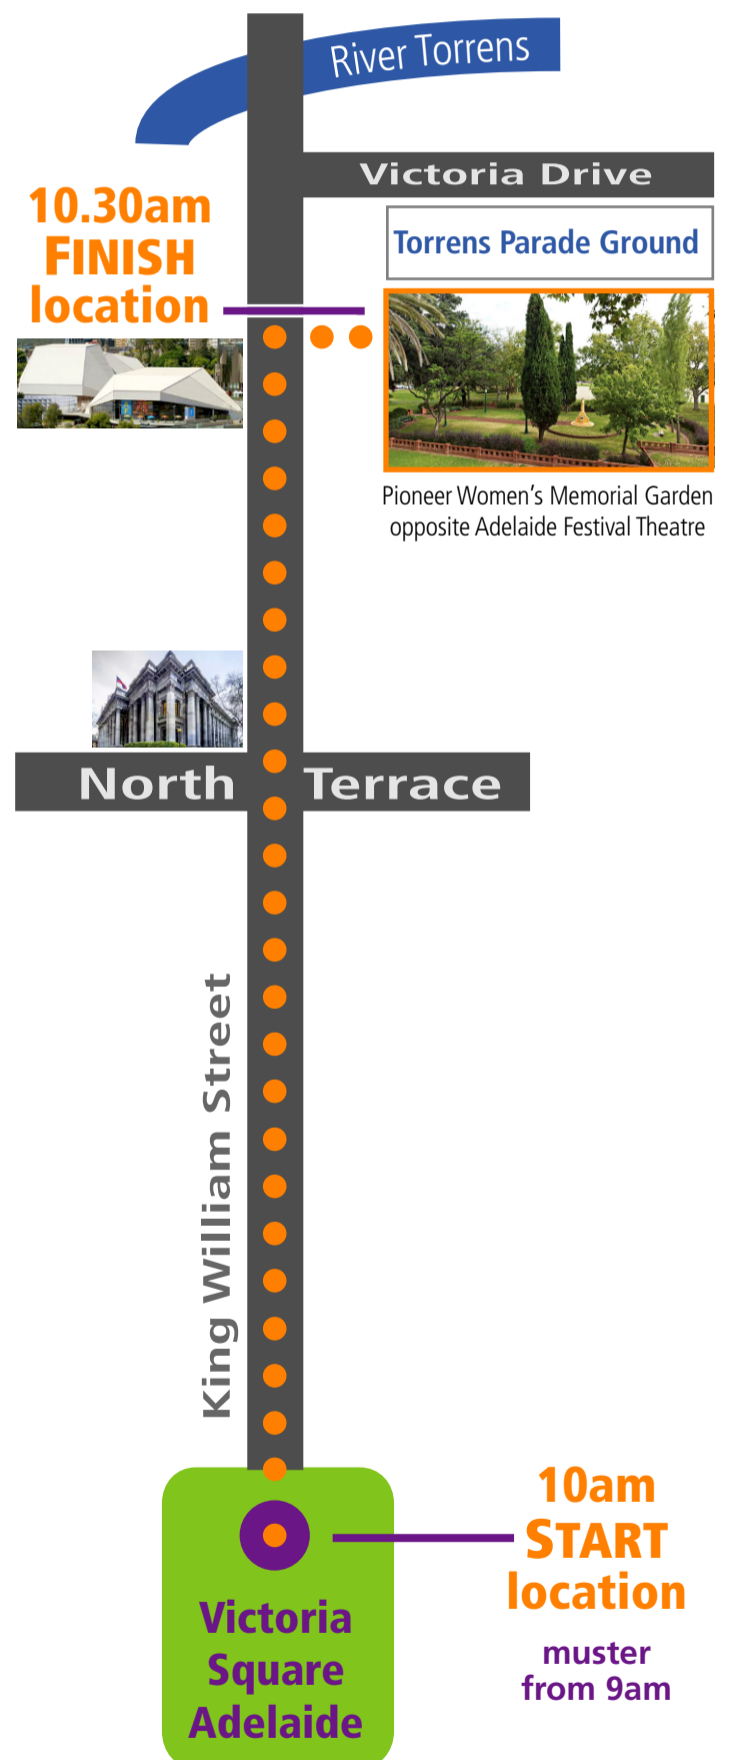 River Torrens
Victoria Drive
10.30am
FINISH
location
Torrens Parade Ground
Pioneer Women's Memorial Garden
opposite Adelaide Festival Theatre
North Terrace
King William Street
10am
START
location
muster
from 9am
Victoria
Square
Adelaide